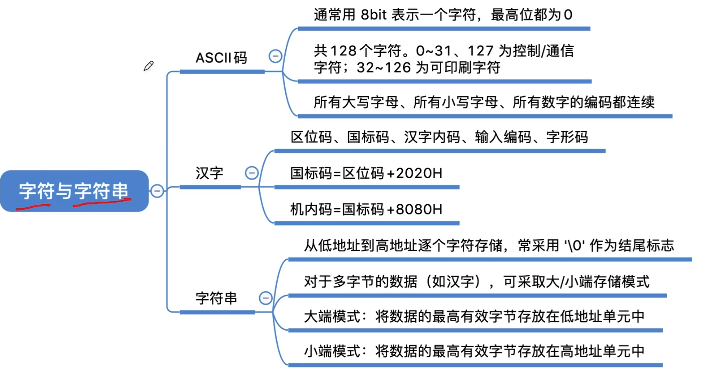 字符与字符串
ASCII码
通常用 8bit 表示一个字符，最高位都为0
共128个字符。0~31、127 为控制/通信
字符；32~126 为可印刷字符
所有大写字母、所有小写字母、所有数字的编码都连续
汉字
区位码、国标码、汉字内码、输入编码、字形码
国标码=区位码+2020H
机内码=国标码+8080H
字符串
从低地址到高地址逐个字符存储，常采用 '\0' 作为结尾标志
对于多字节的数据（如汉字），可采取大/小端存储模式
大端模式：将数据的最高有效字节存放在低地址单元中
小端模式：将数据的最高有效字节存放在高地址单元中